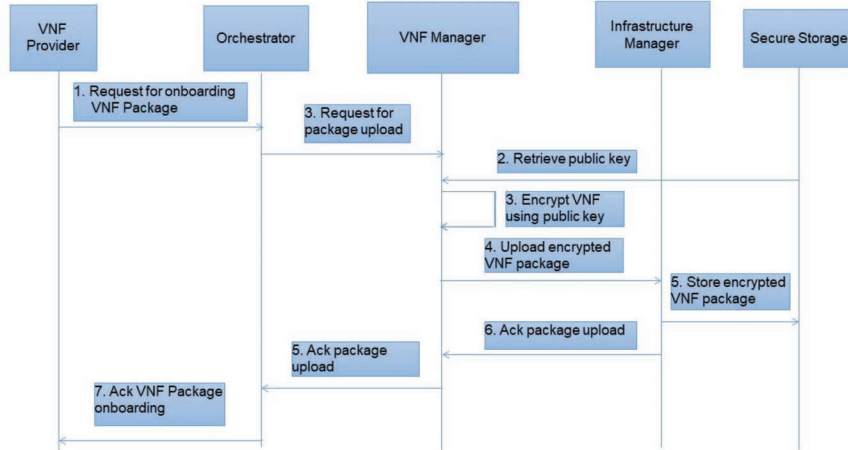 VNF
Provider
Orchestrator
VNF Manager
Infrastructure
Manager
Secure Storage
1. Request for onboarding
VNF Package
3. Request for
package upload
2. Retrieve public key
3. Encrypt VNF
using public key
4. Upload encrypted
VNF package
5. Store encrypted
VNF package
6. Ack package upload
5. Ack package
upload
7. Ack VNF Package
onboarding